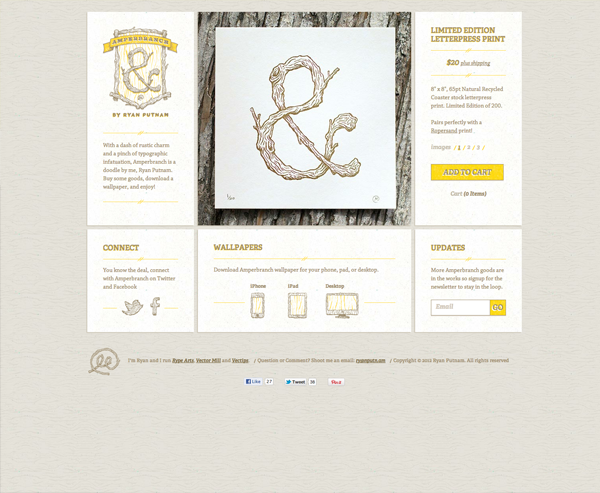 AMPERBRANCH
BY RYAN PUTNAM
With a dash of rustic charm
and a pinch of typographic
infatuation, Amperbranch is a
doodle by me, Ryan Putnam.
Buy some goods, download a
wallpaper, and enjoy!
&
LIMITED EDITION
LETTERPRESS PRINT
$20 plus shipping
8" x 8", 65pt Natural Recycled
Coaster stock letterpress
print. Limited Edition of 200.
Pairs perfectly with a
Ropersand print!
Images / 1 / 2 / 3 /
ADD TO CART
Cart (0 Items)
CONNECT
You know the deal, connect
with Amperbranch on Twitter
and Facebook
WALLPAPERS
Download Amperbranch wallpaper for your phone, pad, or desktop.
iPhone iPad Desktop
UPDATES
More Amperbranch goods are
in the works so signup for the
newsletter to stay in the loop.
Email GO
I'm Ryan and I run Rype Arts, Vector Mill and Vectips. / Question or Comment? Shoot me an email: / Copyright © 2012 Ryan Putnam. All rights reserved
Like 27 Tweet 36 Pin it